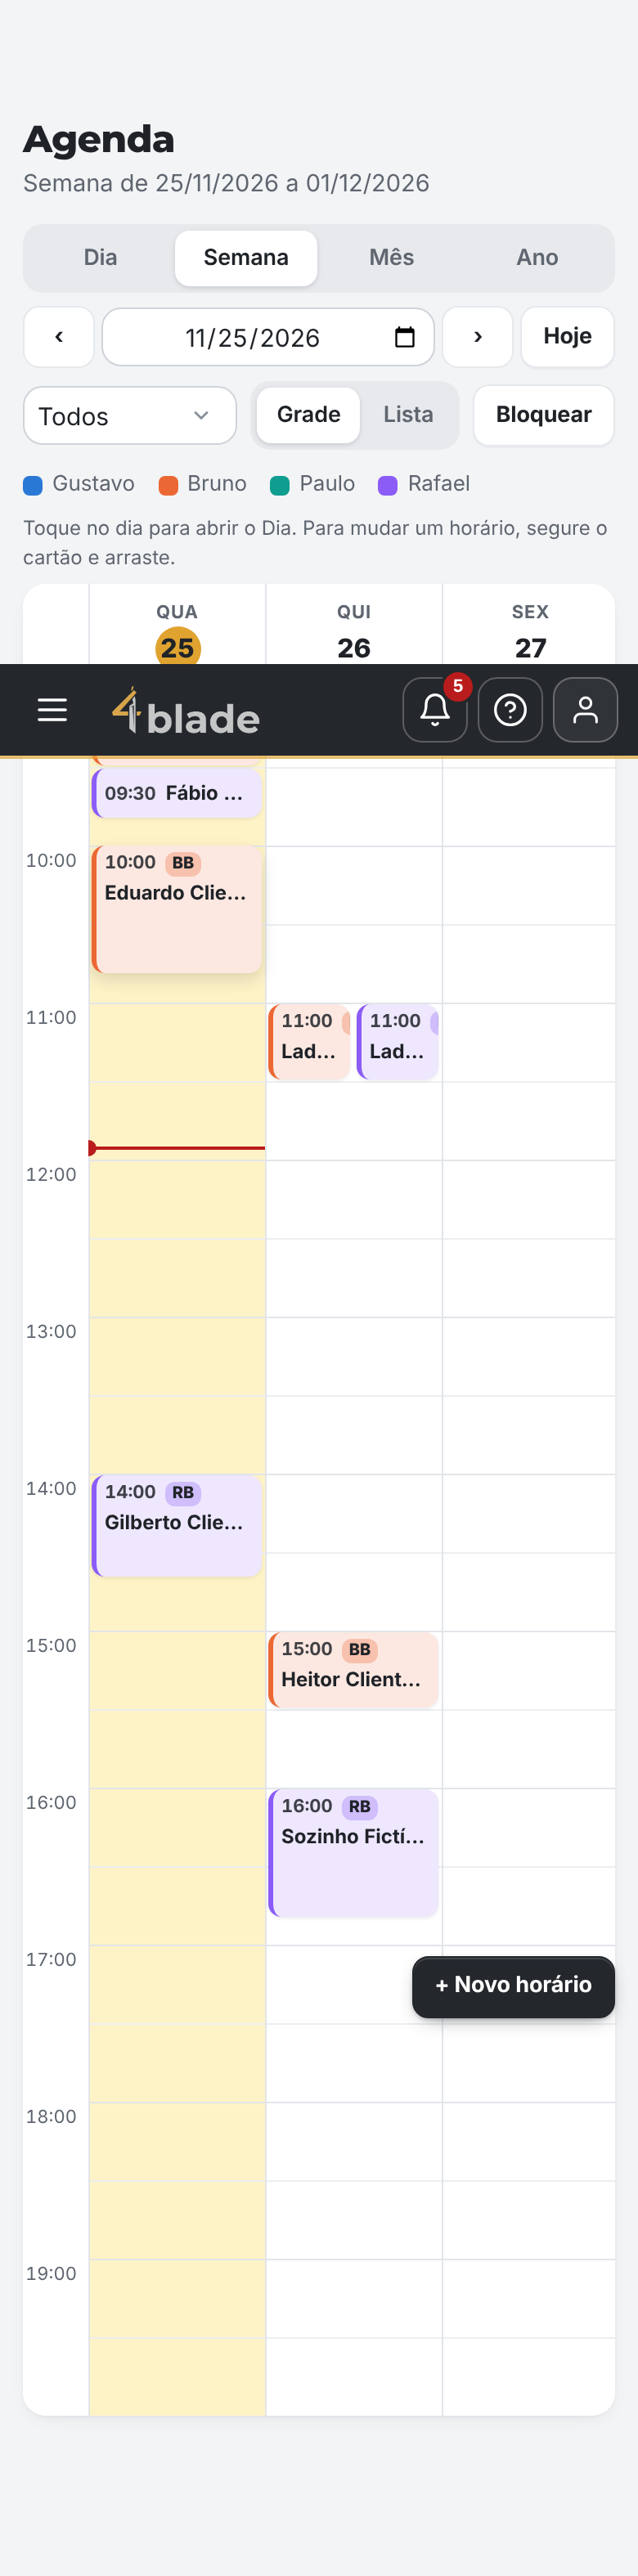 Agenda
Semana de 25/11/2026 a 01/12/2026
Dia Semana Mês Ano
‹ 11/25/2026 › Hoje
Todos Grade Lista Bloquear
Gustavo Bruno Paulo Rafael
Toque no dia para abrir o Dia. Para mudar um horário, segure o
cartão e arraste.
QUA QUI SEX
25 26 27
4blade 5
09:30 Fábio ...
10:00 10:00 BB
Eduardo Clie...
11:00 11:00 11:00
Lad... Lad...
12:00
13:00
14:00 14:00 RB
Gilberto Clie...
15:00 15:00 BB
Heitor Client...
16:00 16:00 RB
Sozinho Fictí...
17:00
+ Novo horário
18:00
19:00